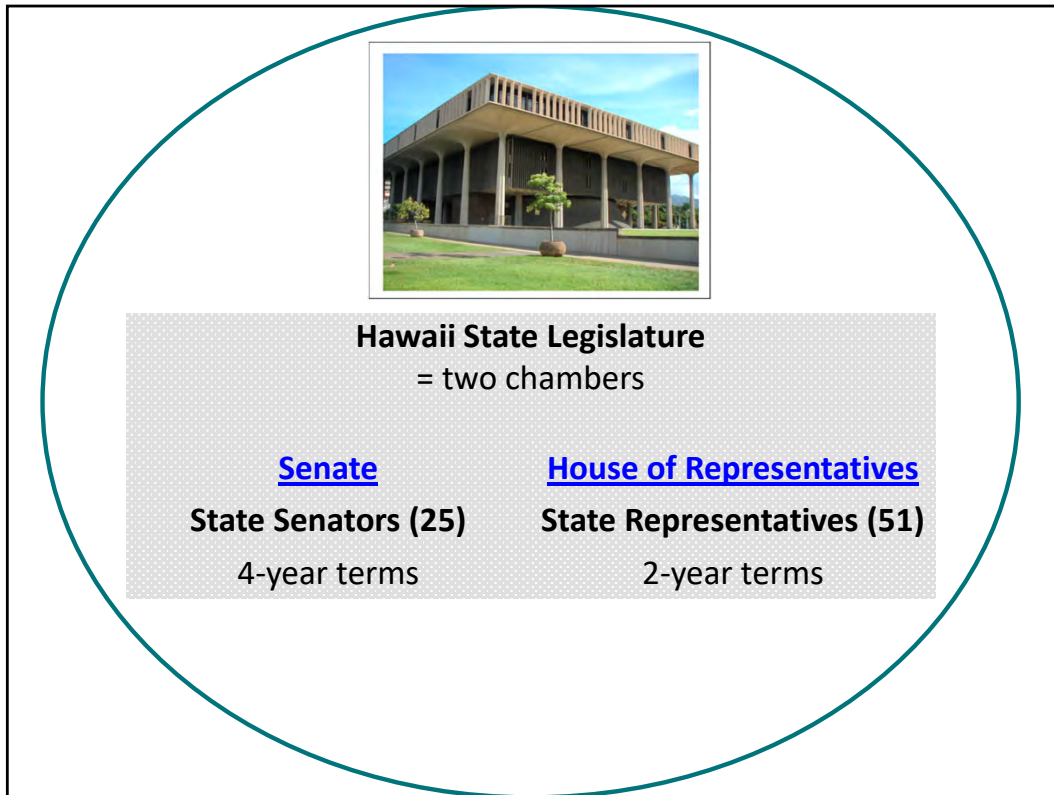 Hawaii State Legislature
= two chambers
Senate
State Senators (25)
4-year terms
House of Representatives
State Representatives (51)
2-year terms